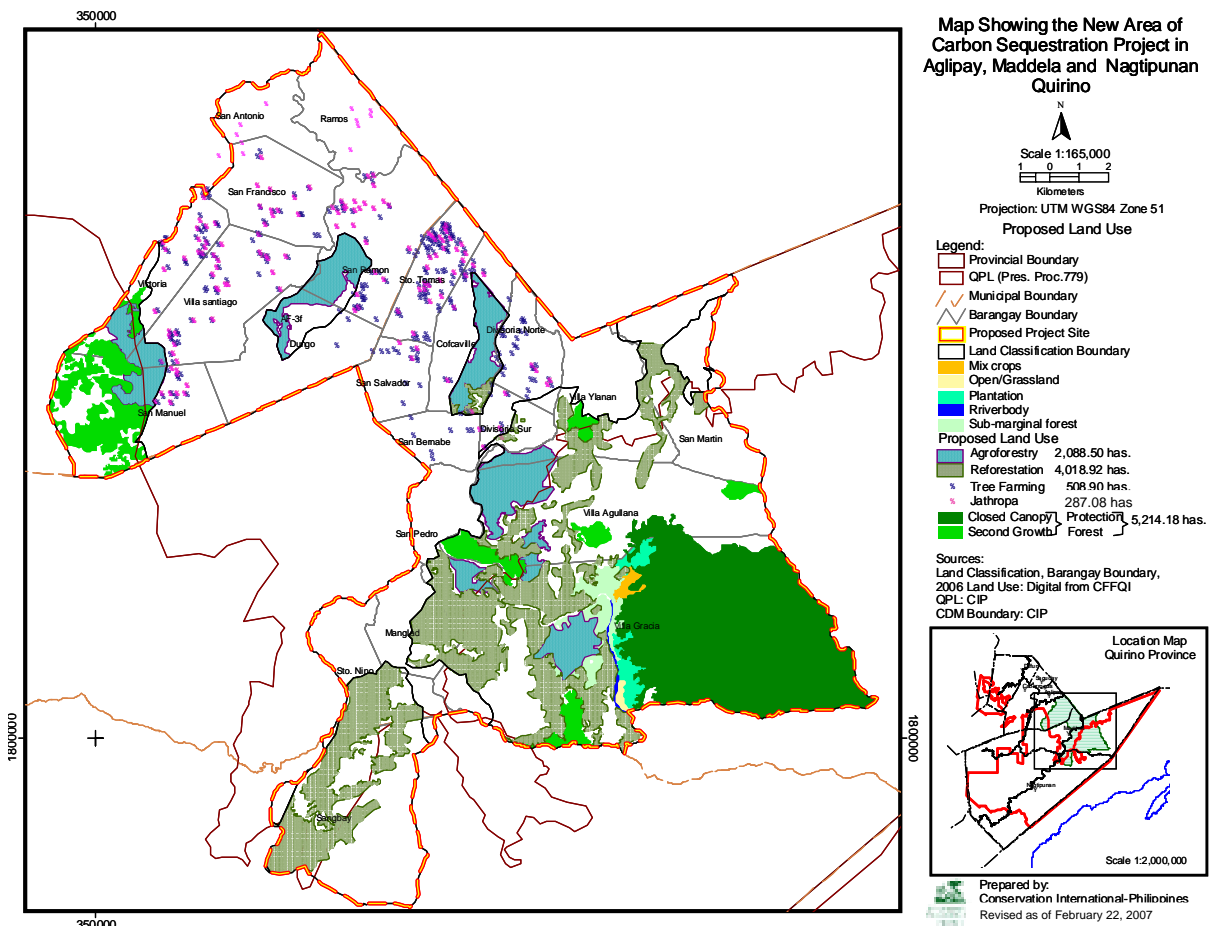 350000
Map Showing the New Area of
Carbon Sequestration Project in
Aglipay, Maddela and Nagtipunan
Quirino
N
Scale 1:165,000
1 0 1 2
Kilometers
Projection: UTM WGS84 Zone 51
Proposed Land Use
Legend:
Provincial Boundary
QPL (Pres. Proc.779)
Municipal Boundary
Barangay Boundary
Proposed Project Site
Land Classification Boundary
Mix crops
Open/Grassland
Plantation
Rriverbody
Sub-marginal forest
Proposed Land Use
Agroforestry 2,088.50 has.
Reforestation 4,018.92 has.
Tree Farming 508.90 has.
Jathropa 287.08 has
Closed Canopy Protection 5,214.18 has.
Second Growth Forest
Sources:
Land Classification, Barangay Boundary,
2006 Land Use: Digital from CFFQI
QPL: CIP
CDM Boundary: CIP
Location Map
Quirino Province
Nagtipunan
Scale 1:2,000,000
Prepared by:
Conservation International-Philippines
Revised as of February 22, 2007
San Antonio
Ramos
San Francisco
San Ramon
Sto. Tomas
Victoria
Villa santiago
F-3f
Divisoria Norte
Durgo
Cofcaville
San Salvador
Villa Ylanan
San Manuel
Divisoria Sur
San Bernabe
San Martin
Villa Agullana
San Pedro
Manglad
Sto. Nino
Sangbay
1800000
1800000
350000